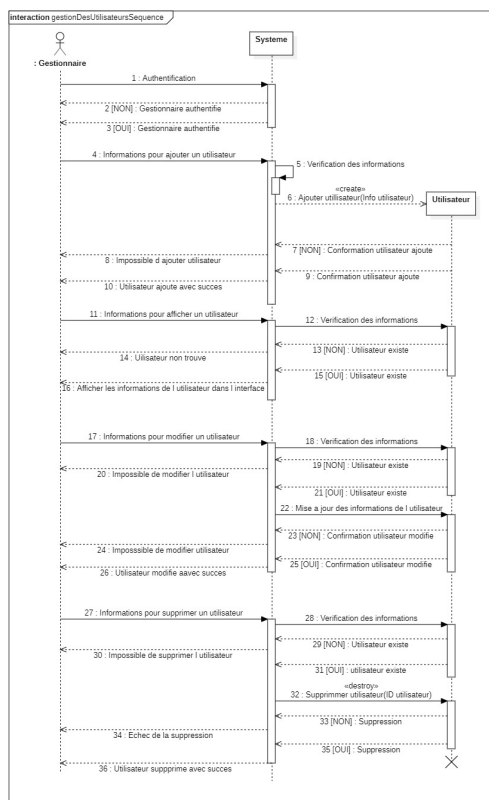 interaction gestionDesUtilisateursSequence
Systeme
: Gestionnaire
1 : Authentification
2 [NON] : Gestionnaire authentifie
3 [OUI] : Gestionnaire authentifie
4 : Informations pour ajouter un utilisateur
5 : Verification des informations
«create»
6 : Ajouter utilisateur(Info utilisateur)
Utilisateur
7 [NON] : Conformation utilisateur ajoute
8 : Impossible d ajouter utilisateur
9 : Confirmation utilisateur ajoute
10 : Utilisateur ajoute avec succes
11 : Informations pour afficher un utilisateur
12 : Verification des informations
13 [NON] : Utilisateur existe
14 : Uilisateur non trouve
15 [OUI] : Utilisateur existe
16 : Afficher les informations de l utilisateur dans l interface
17 : Informations pour modifier un utilisateur
18 : Verification des informations
19 [NON] : Utilisateur existe
20 : Impossible de modifier l utilisateur
21 [OUI] : Utilisateur existe
22 : Mise a jour des informations de l utilisateur
23 [NON] : Confirmation utilisateur modifie
24 : Imposssible de modifier utilisateur
25 [OUI] : Confirmation utilisateur modifie
26 : Utilisateur modifie aavec succes
27 : Informations pour supprimer un utilisateur
28 : Verification des informations
29 [NON] : Utilisateur existe
30 : Impossible de supprimer l utilisateur
31 [OUI] : utilisateur existe
«destroy»
32 : Supprimmer utilisateur(ID utilisateur)
33 [NON] : Suppression
34 : Echec de la suppression
35 [OUI] : Suppression
36 : Utilisateur suppprime avec succes